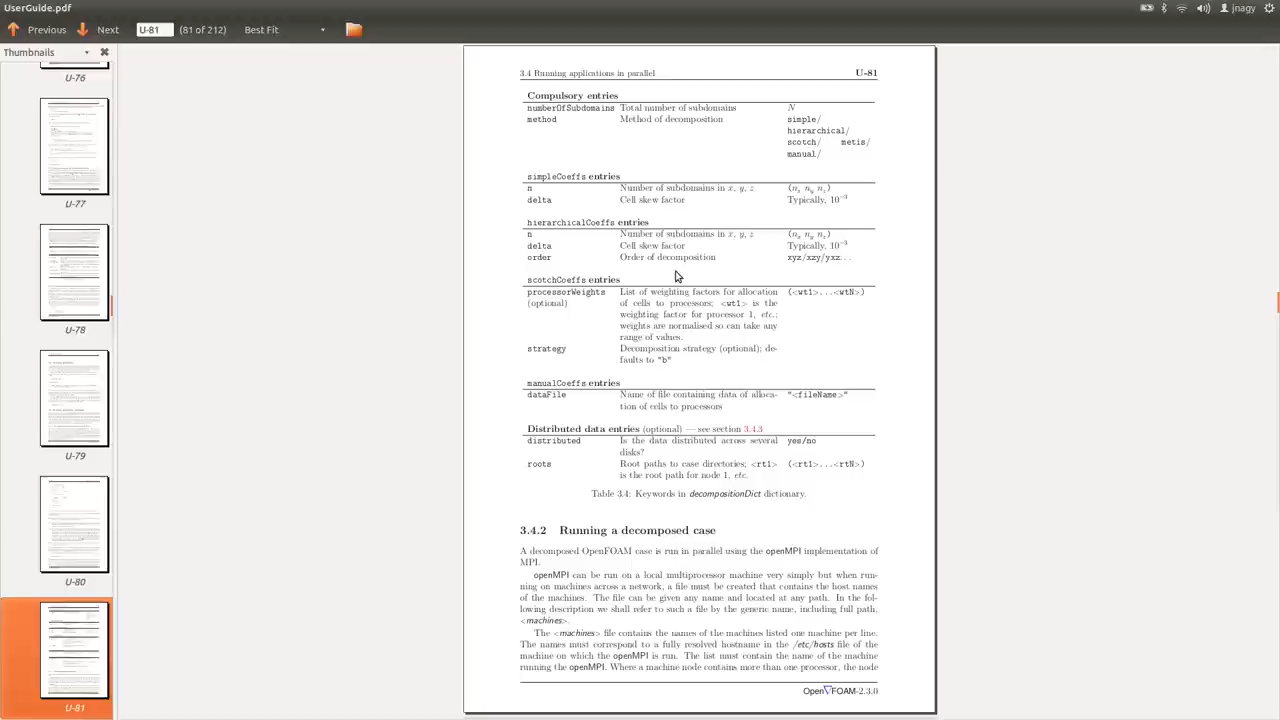 UserGuide.pdf
jnagy
Previous
Next
U-81
(81 of 212)
Best Fit
Thumbnails
U-76
U-77
U-78
U-79
U-80
U-81
3.4 Running applications in parallel U-81
Compulsory entries
numberOfSubdomains Total number of subdomains N
method Method of decomposition simple/
hierarchical/
scotch/ metis/
manual/
simpleCoeffs entries
n Number of subdomains in x, y, z (nx ny nz)
delta Cell skew factor Typically, 10⁻³
hierarchicalCoeffs entries
n Number of subdomains in x, y, z (nx ny nz)
delta Cell skew factor Typically, 10⁻³
order Order of decomposition xyz/xzy/yxz...
scotchCoeffs entries
processorWeights List of weighting factors for allocation (<wt1>...<wtN>)
(optional) of cells to processors; <wt1> is the
weighting factor for processor 1, etc.;
weights are normalised so can take any
range of values.
strategy Decomposition strategy (optional); de-
faults to "b"
manualCoeffs entries
dataFile Name of file containing data of alloca- "<fileName>"
tion of cells to processors
Distributed data entries (optional) — see section 3.4.3
distributed Is the data distributed across several yes/no
disks?
roots Root paths to case directories; <rt1> (<rt1>...<rtN>)
is the root path for node 1, etc.
Table 3.4: Keywords in decompositionDict dictionary.
3.4.2 Running a decomposed case
A decomposed OpenFOAM case is run in parallel using the openMPI implementation of
MPI.
openMPI can be run on a local multiprocessor machine very simply but when run-
ning on machines across a network, a file must be created that contains the host names
of the machines. The file can be given any name and located at any path. In the fol-
lowing description we shall refer to such a file by the generic name, including full path,
<machines>.
The <machines> file contains the names of the machines listed one machine per line.
The names must correspond to a fully resolved hostname in the /etc/hosts file of the
machine on which the openMPI is run. The list must contain the name of the machine
running the openMPI. Where a machine node contains more than one processor, the node
Open∇FOAM-2.3.0